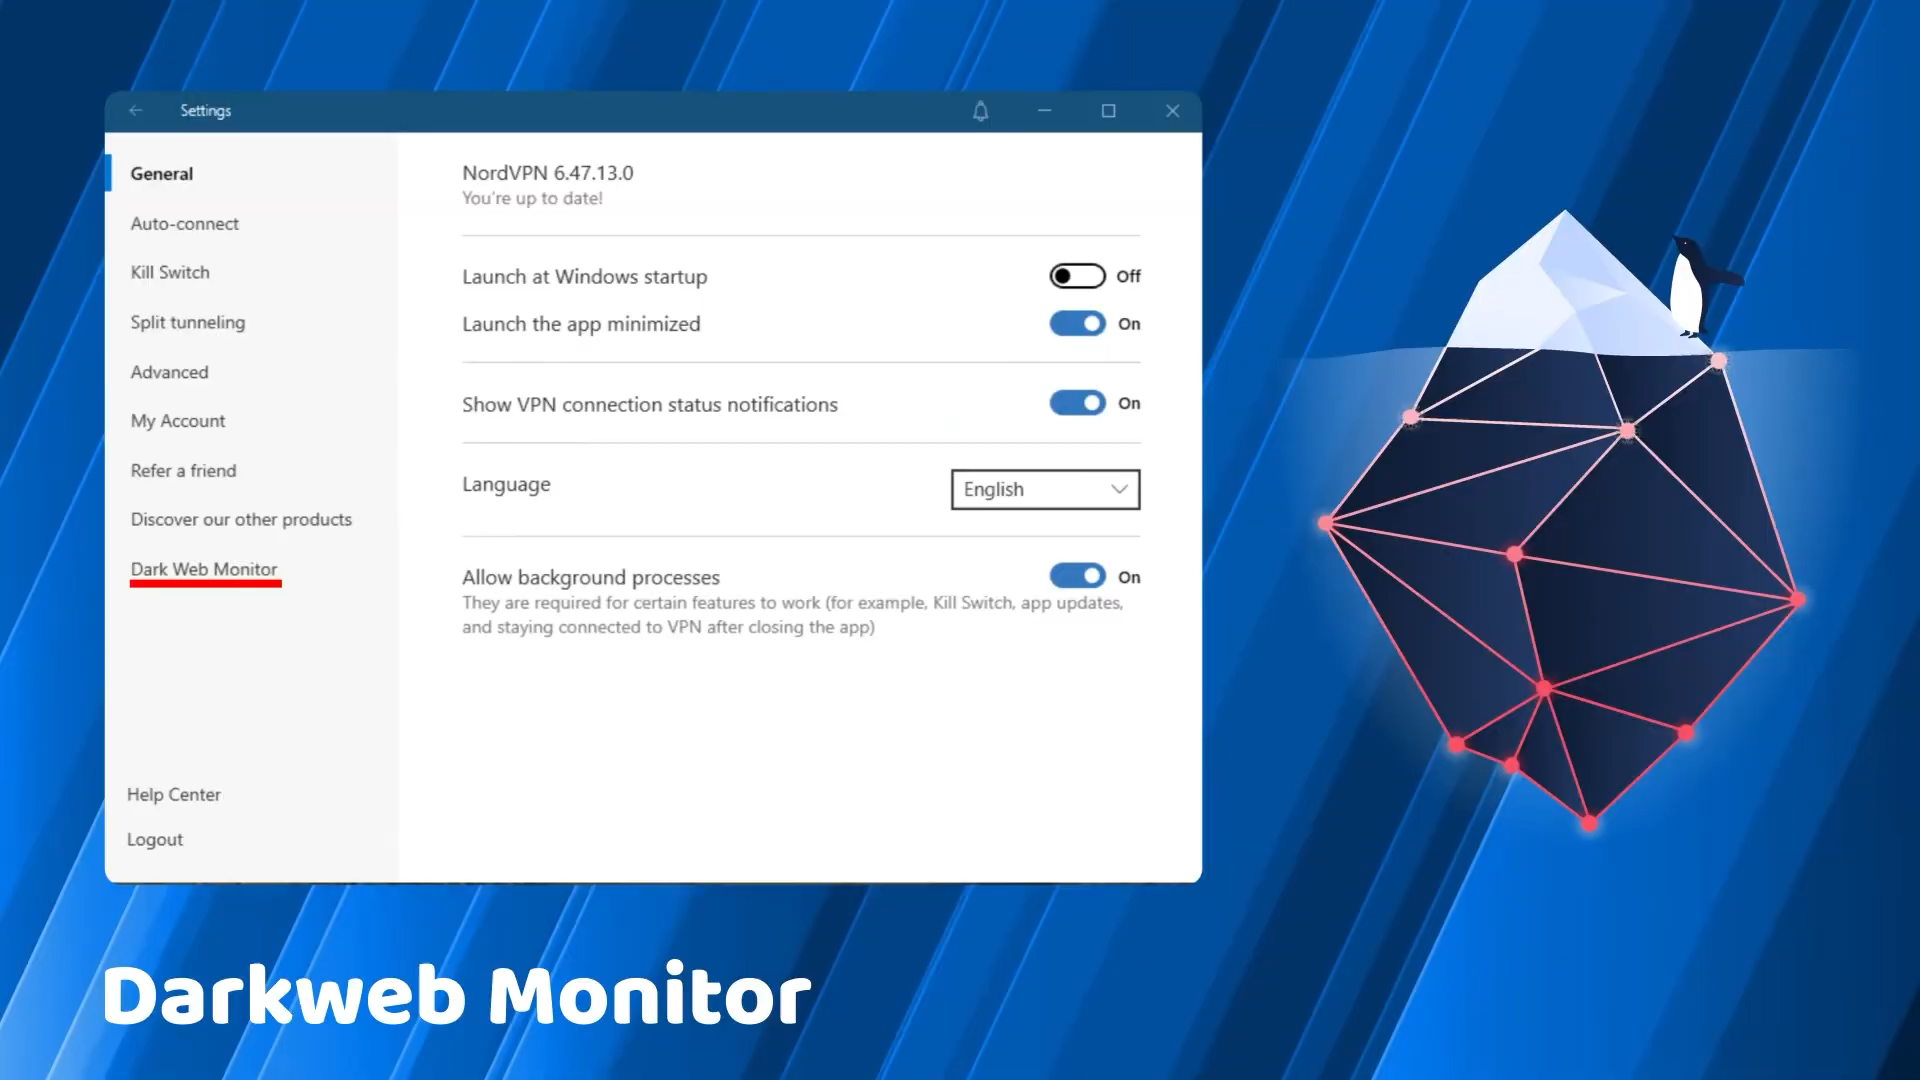 Settings
General
Auto-connect
Kill Switch
Split tunneling
Advanced
My Account
Refer a friend
Discover our other products
Dark Web Monitor
Help Center
Logout
NordVPN 6.47.13.0
You're up to date!
Launch at Windows startup Off
Launch the app minimized On
Show VPN connection status notifications On
Language English
Allow background processes On
They are required for certain features to work (for example, Kill Switch, app updates,
and staying connected to VPN after closing the app)
Darkweb Monitor